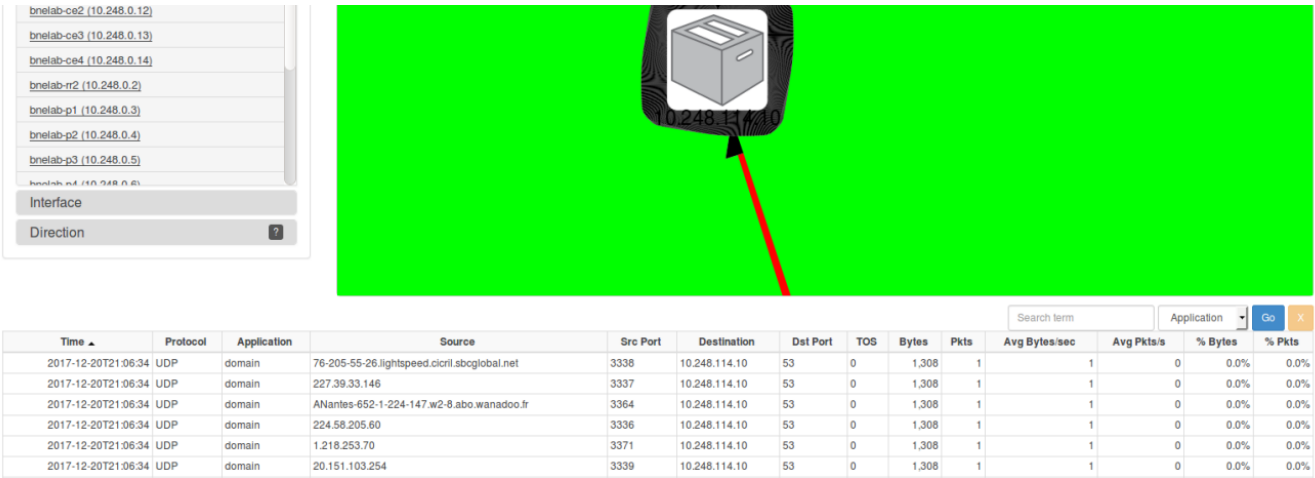 bnelab-ce2 (10.248.0.12)
bnelab-ce3 (10.248.0.13)
bnelab-ce4 (10.248.0.14)
bnelab-rr2 (10.248.0.2)
bnelab-p1 (10.248.0.3)
bnelab-p2 (10.248.0.4)
bnelab-p3 (10.248.0.5)
bnelab-p4 (10.248.0.6)
Interface
Direction ?
10.248.114.10
Search term Application Go X
Time Protocol Application Source Src Port Destination Dst Port TOS Bytes Pkts Avg Bytes/sec Avg Pkts/s % Bytes % Pkts
2017-12-20T21:06:34 UDP domain 76-205-55-26.lightspeed.cicril.sbcglobal.net 3338 10.248.114.10 53 0 1,308 1 1 0 0.0% 0.0%
2017-12-20T21:06:34 UDP domain 227.39.33.146 3337 10.248.114.10 53 0 1,308 1 1 0 0.0% 0.0%
2017-12-20T21:06:34 UDP domain ANantes-652-1-224-147.w2-8.abo.wanadoo.fr 3364 10.248.114.10 53 0 1,308 1 1 0 0.0% 0.0%
2017-12-20T21:06:34 UDP domain 224.58.205.60 3336 10.248.114.10 53 0 1,308 1 1 0 0.0% 0.0%
2017-12-20T21:06:34 UDP domain 1.218.253.70 3371 10.248.114.10 53 0 1,308 1 1 0 0.0% 0.0%
2017-12-20T21:06:34 UDP domain 20.151.103.254 3339 10.248.114.10 53 0 1,308 1 1 0 0.0% 0.0%